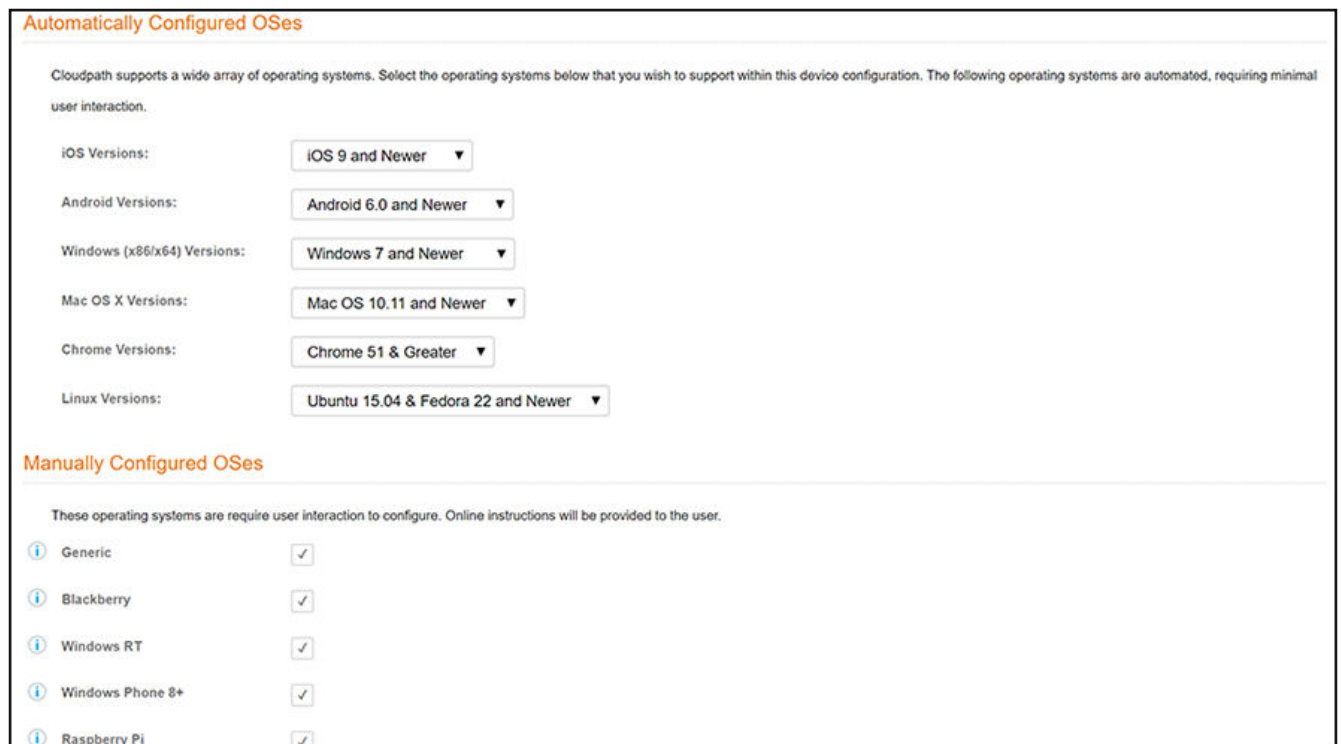 Automatically Configured OSes
Cloudpath supports a wide array of operating systems. Select the operating systems below that you wish to support within this device configuration. The following operating systems are automated, requiring minimal
user interaction.
iOS Versions: iOS 9 and Newer
Android Versions: Android 6.0 and Newer
Windows (x86/x64) Versions: Windows 7 and Newer
Mac OS X Versions: Mac OS 10.11 and Newer
Chrome Versions: Chrome 51 & Greater
Linux Versions: Ubuntu 15.04 & Fedora 22 and Newer
Manually Configured OSes
These operating systems are require user interaction to configure. Online instructions will be provided to the user.
Generic
Blackberry
Windows RT
Windows Phone 8+
Raspberry Pi